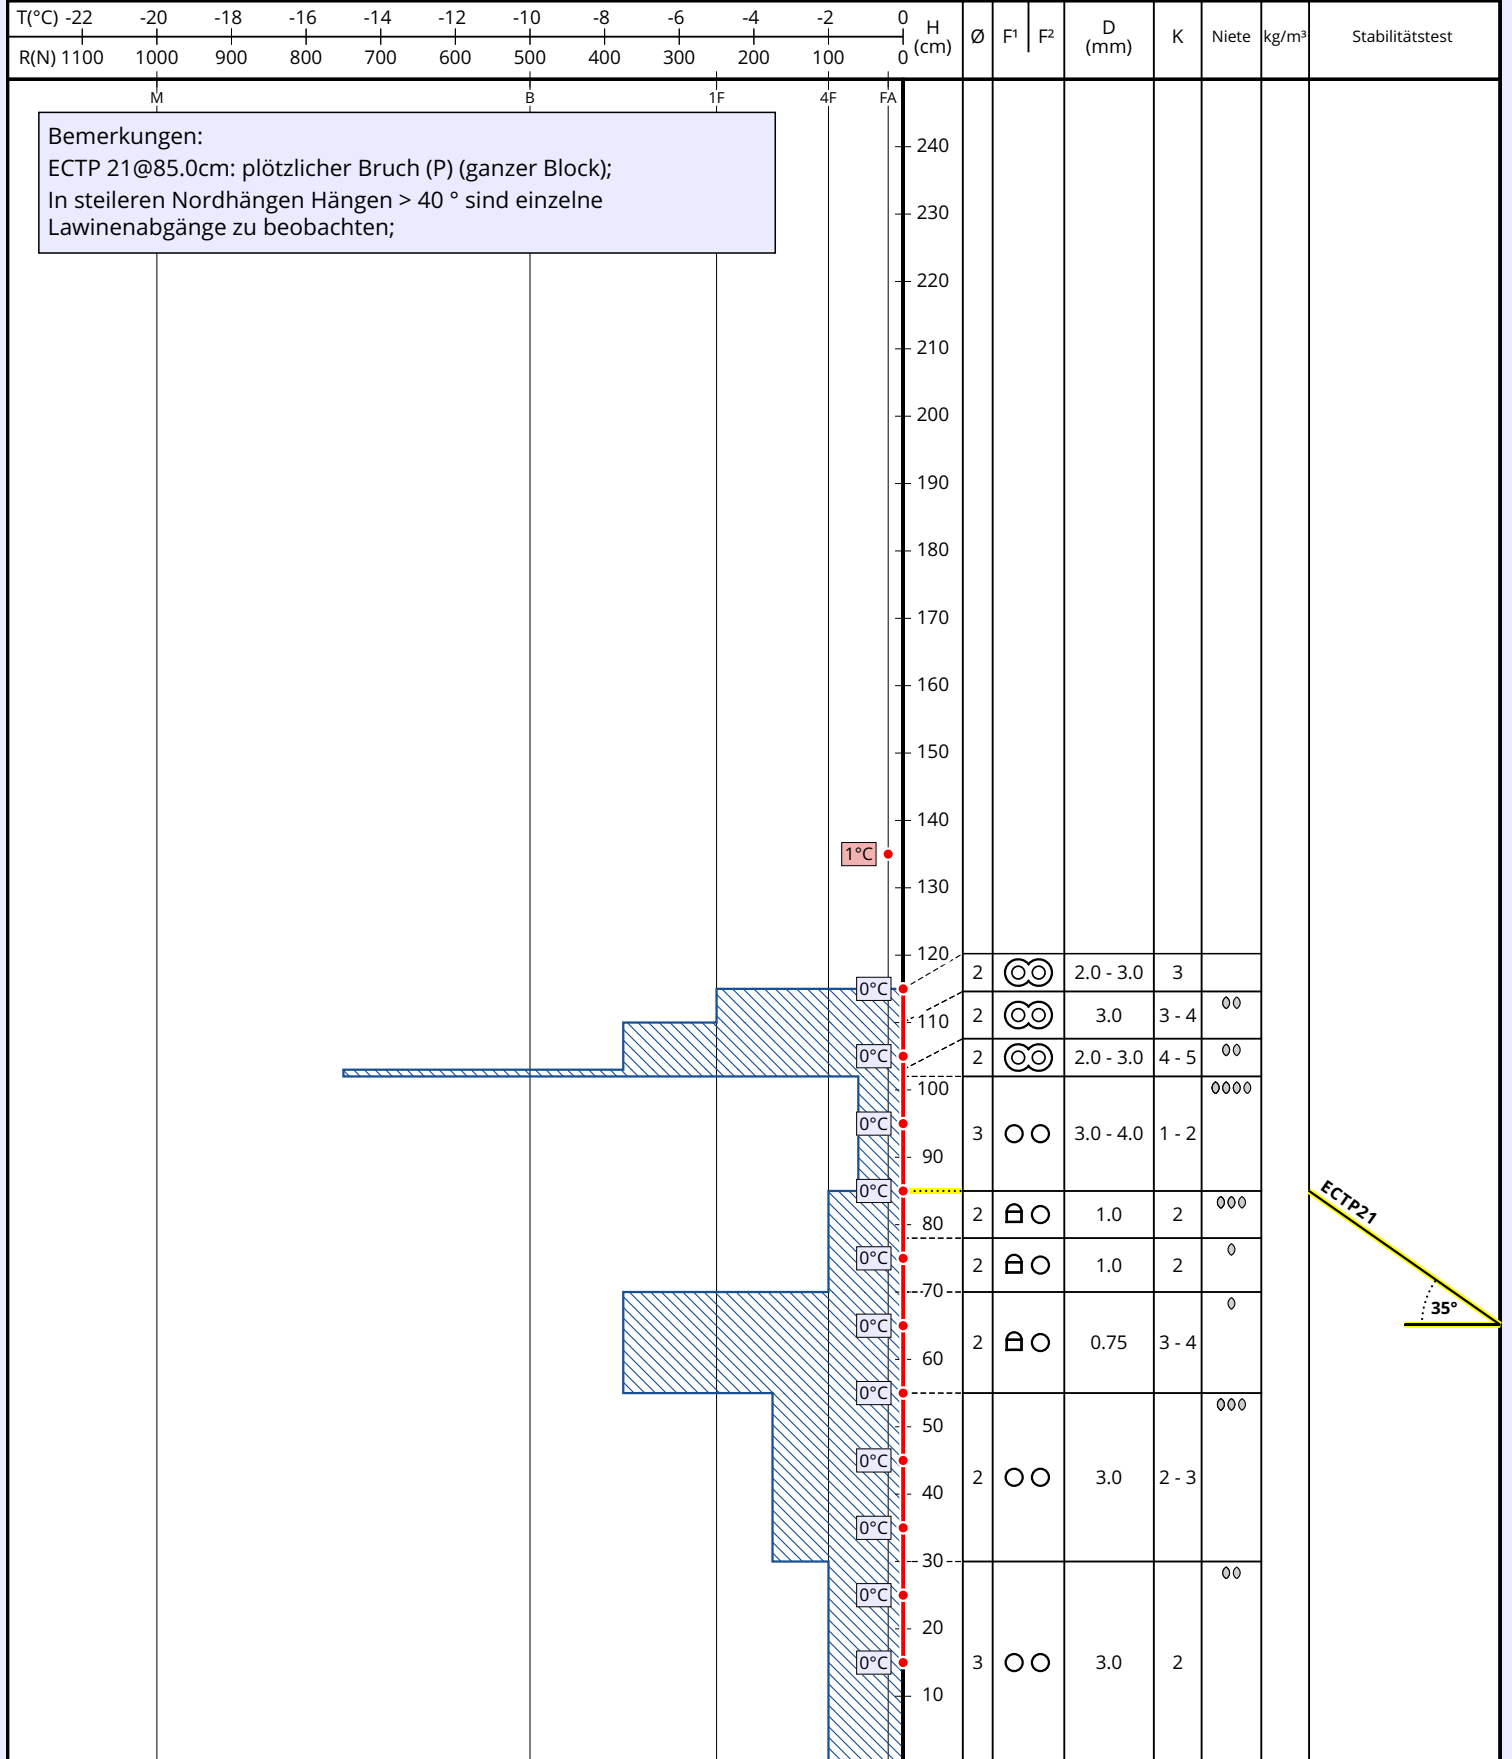 T(°C) -22 -20 -18 -16 -14 -12 -10 -8 -6 -4 -2 0
R(N) 1100 1000 900 800 700 600 500 400 300 200 100 0
H (cm) Ø F¹ F² D (mm) K Niete kg/m³ Stabilitätstest
M B 1F 4F FA
Bemerkungen:
ECTP 21@85.0cm: plötzlicher Bruch (P) (ganzer Block);
In steileren Nordhängen Hängen > 40 ° sind einzelne
Lawinenabgänge zu beobachten;
240
230
220
210
200
190
180
170
160
150
140
1°C
130
120
2 2.0 - 3.0 3
0°C
110 2 3.0 3 - 4
0°C 2 2.0 - 3.0 4 - 5
100
0°C 3 3.0 - 4.0 1 - 2
90
0°C
ECTP21
80 2 1.0 2
0°C 2 1.0 2
70
35°
0°C 2 0.75 3 - 4
60
0°C
50
0°C 2 3.0 2 - 3
40
0°C
30
0°C
20
0°C 3 3.0 2
10